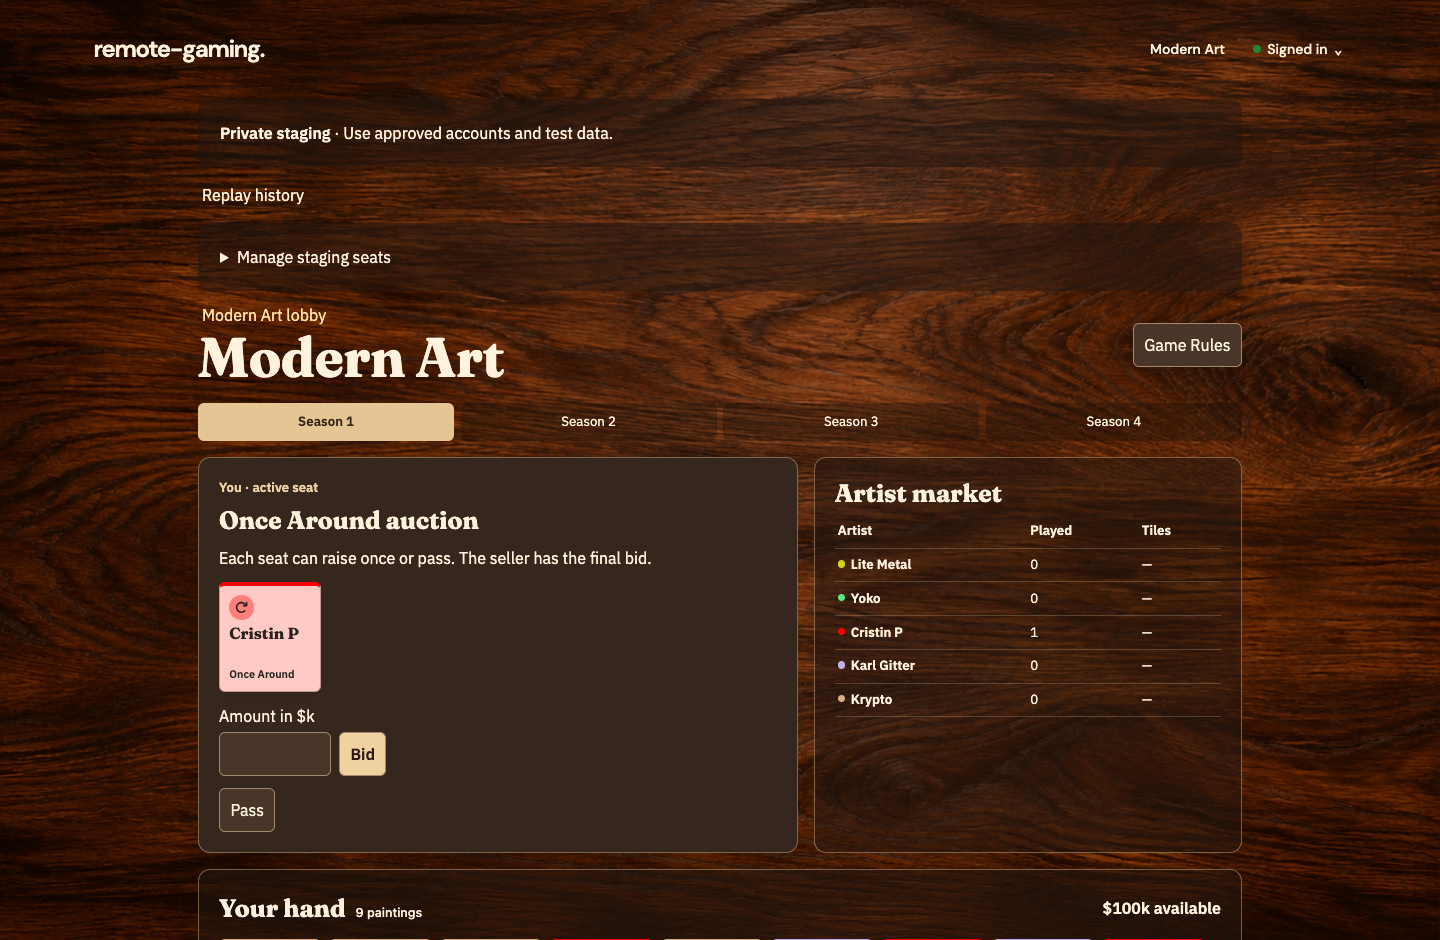 remote-gaming.
Modern Art
Signed in
Private staging · Use approved accounts and test data.
Replay history
Manage staging seats
Modern Art lobby
Modern Art
Game Rules
Season 1
Season 2
Season 3
Season 4
You · active seat
Once Around auction
Each seat can raise once or pass. The seller has the final bid.
Cristin P
Once Around
Amount in $k
Bid
Pass
Artist market
Artist Played Tiles
Lite Metal 0 —
Yoko 0 —
Cristin P 1 —
Karl Gitter 0 —
Krypto 0 —
Your hand 9 paintings
$100k available